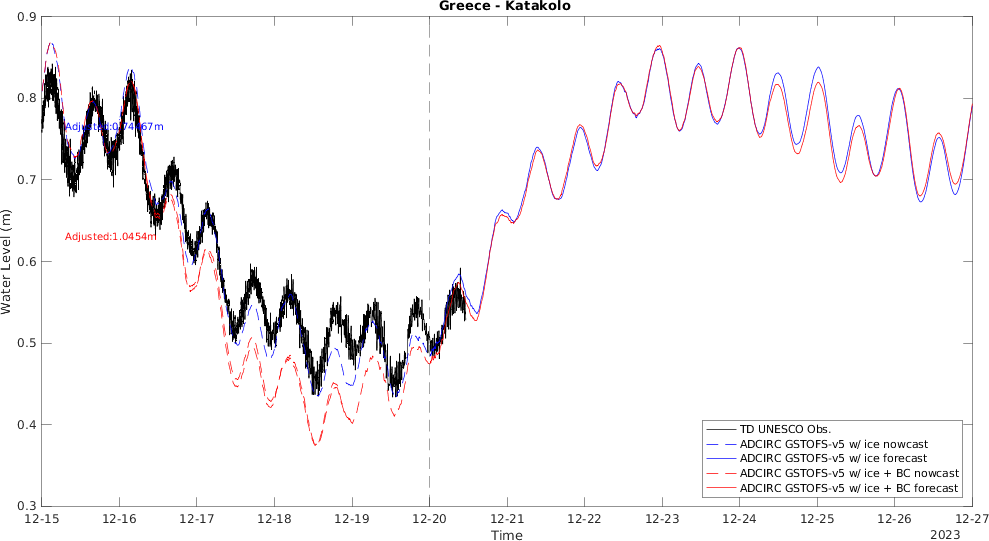 Greece - Katakolo
0.9
0.8
0.7
0.6
0.5
0.4
0.3
Water Level (m)
Adjusted:1.0454m
TD UNESCO Obs.
ADCIRC GSTOFS-v5 w/ ice nowcast
ADCIRC GSTOFS-v5 w/ ice forecast
ADCIRC GSTOFS-v5 w/ ice + BC nowcast
ADCIRC GSTOFS-v5 w/ ice + BC forecast
12-15 12-16 12-17 12-18 12-19 12-20 12-21 12-22 12-23 12-24 12-25 12-26 12-27
Time
2023